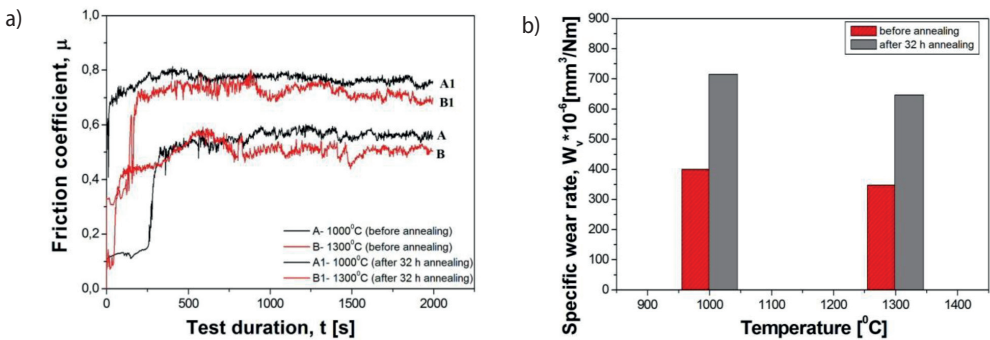 a)
Friction coefficient, μ
1,0
0,8
0,6
0,4
0,2
0,0
0
500
1000
1500
2000
Test duration, t [s]
A1
B1
A
B
A- 1000⁰C (before annealing)
B- 1300⁰C (before annealing)
A1- 1000⁰C (after 32 h annealing)
B1- 1300⁰C (after 32 h annealing)
b)
Specific wear rate, Wᵥ*10⁻⁶[mm³/Nm]
900
800
700
600
500
400
300
200
100
0
900
1000
1100
1200
1300
1400
Temperature [⁰C]
before annealing
after 32 h annealing